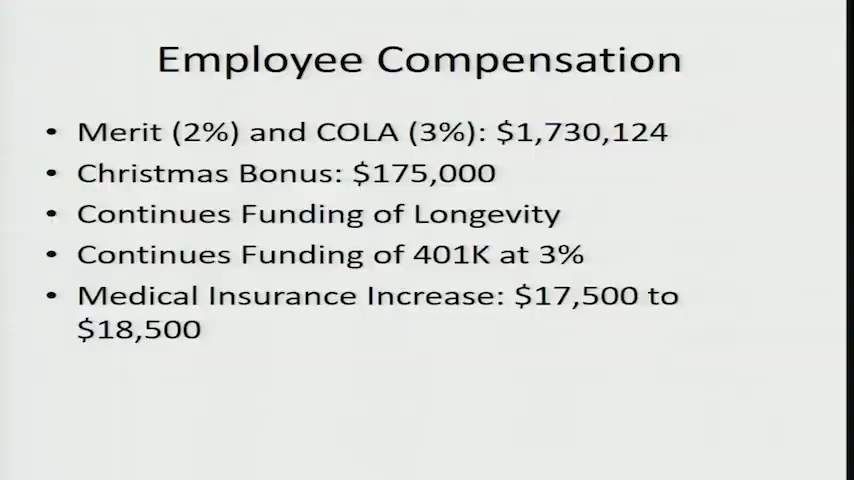 Employee Compensation
• Merit (2%) and COLA (3%): $1,730,124
• Christmas Bonus: $175,000
• Continues Funding of Longevity
• Continues Funding of 401K at 3%
• Medical Insurance Increase: $17,500 to
$18,500